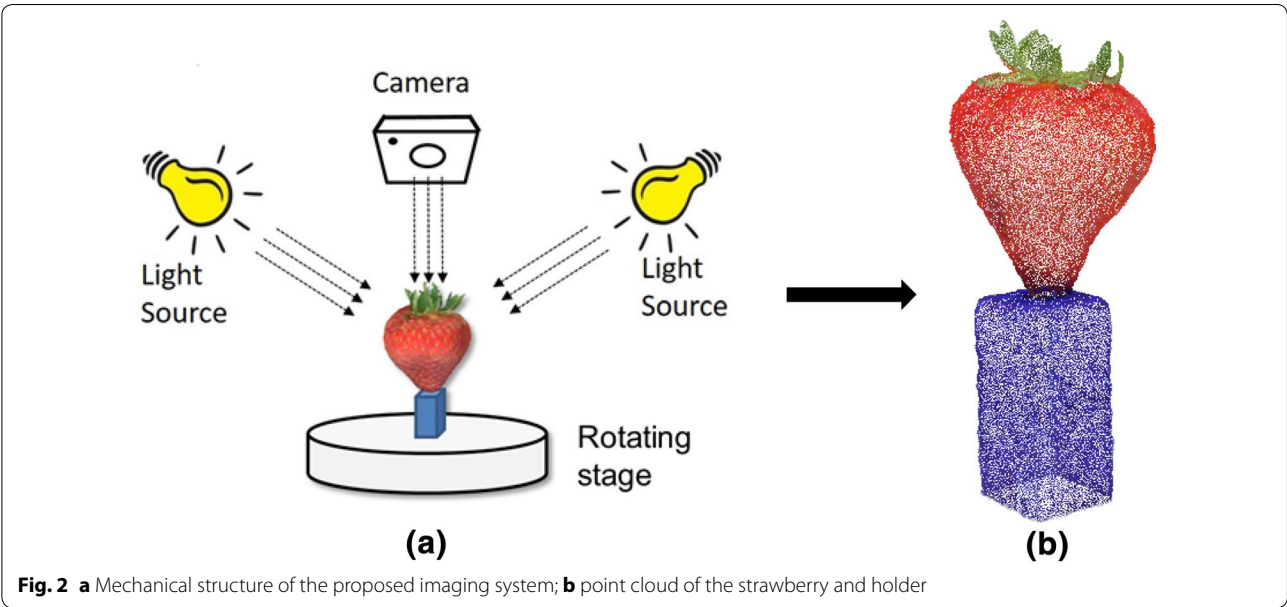 Camera
Light
Source
Light
Source
Rotating
stage
(a)
(b)
Fig. 2 a Mechanical structure of the proposed imaging system; b point cloud of the strawberry and holder